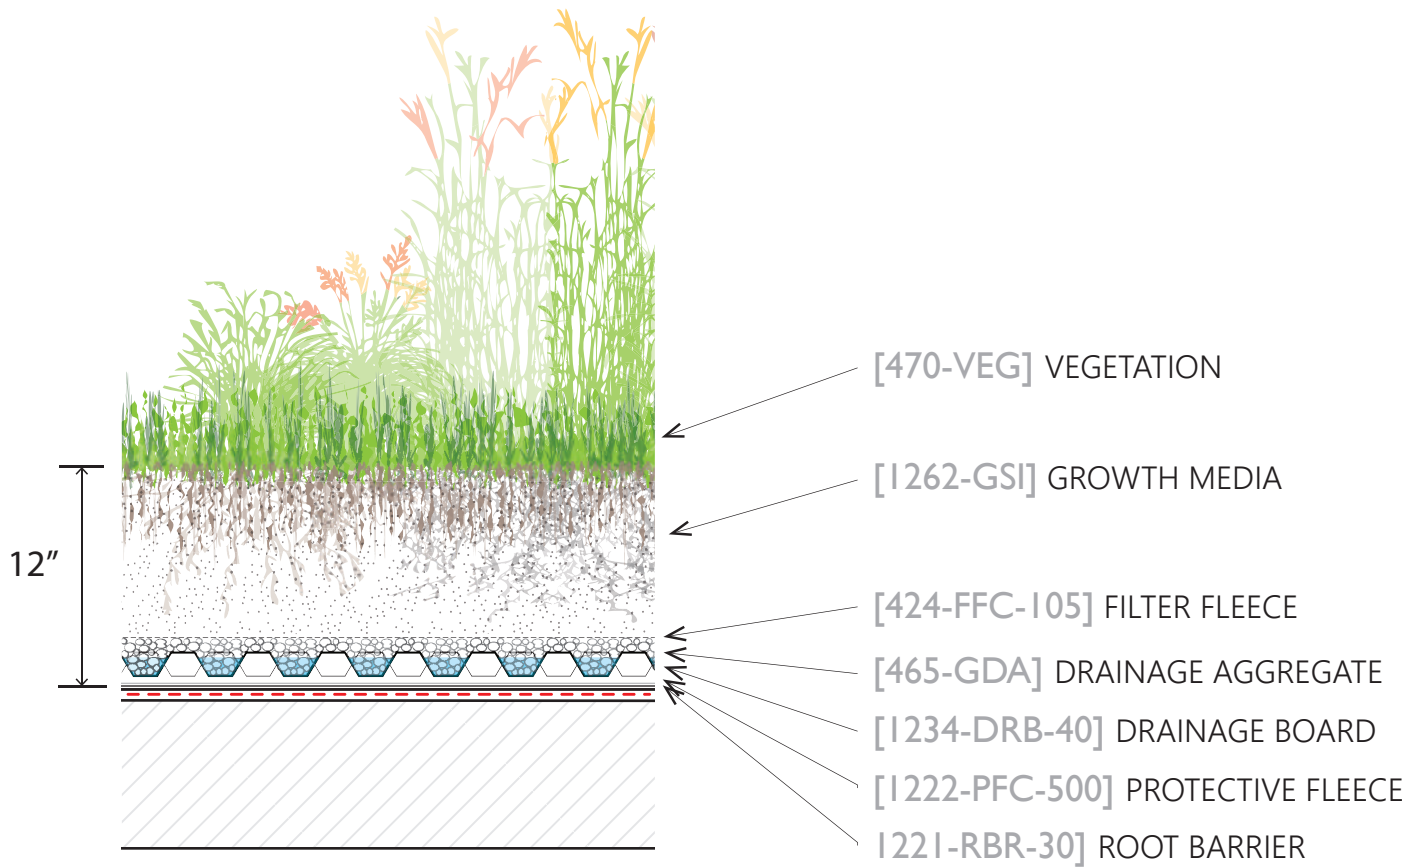 [470-VEG] VEGETATION
[1262-GSI] GROWTH MEDIA
12”
[424-FFC-105] FILTER FLEECE
[465-GDA] DRAINAGE AGGREGATE
[1234-DRB-40] DRAINAGE BOARD
[1222-PFC-500] PROTECTIVE FLEECE
1221-RBR-30] ROOT BARRIER